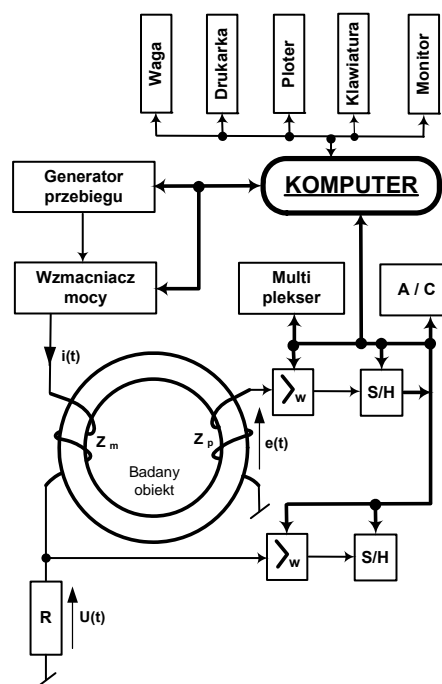 Waga
Drukarka
Ploter
Klawiatura
Monitor
Generator
przebiegu
KOMPUTER
Wzmacniacz
mocy
Multi
plekser
A / C
i(t)
w
S/H
Z m
Z p
e(t)
Badany
obiekt
w
S/H
R
U(t)